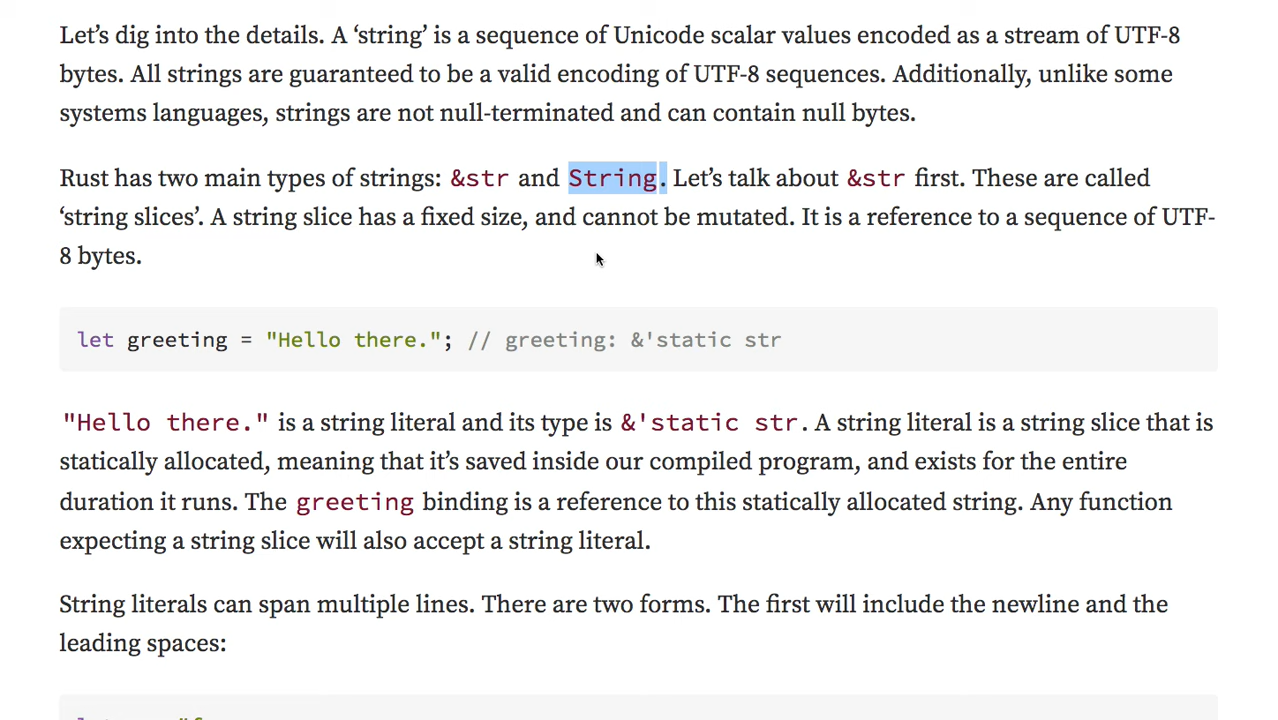 Let’s dig into the details. A ‘string’ is a sequence of Unicode scalar values encoded as a stream of UTF-8
bytes. All strings are guaranteed to be a valid encoding of UTF-8 sequences. Additionally, unlike some
systems languages, strings are not null-terminated and can contain null bytes.
Rust has two main types of strings: &str and String. Let’s talk about &str first. These are called
‘string slices’. A string slice has a fixed size, and cannot be mutated. It is a reference to a sequence of UTF-
8 bytes.
let greeting = "Hello there."; // greeting: &'static str
"Hello there." is a string literal and its type is &'static str. A string literal is a string slice that is
statically allocated, meaning that it’s saved inside our compiled program, and exists for the entire
duration it runs. The greeting binding is a reference to this statically allocated string. Any function
expecting a string slice will also accept a string literal.
String literals can span multiple lines. There are two forms. The first will include the newline and the
leading spaces: